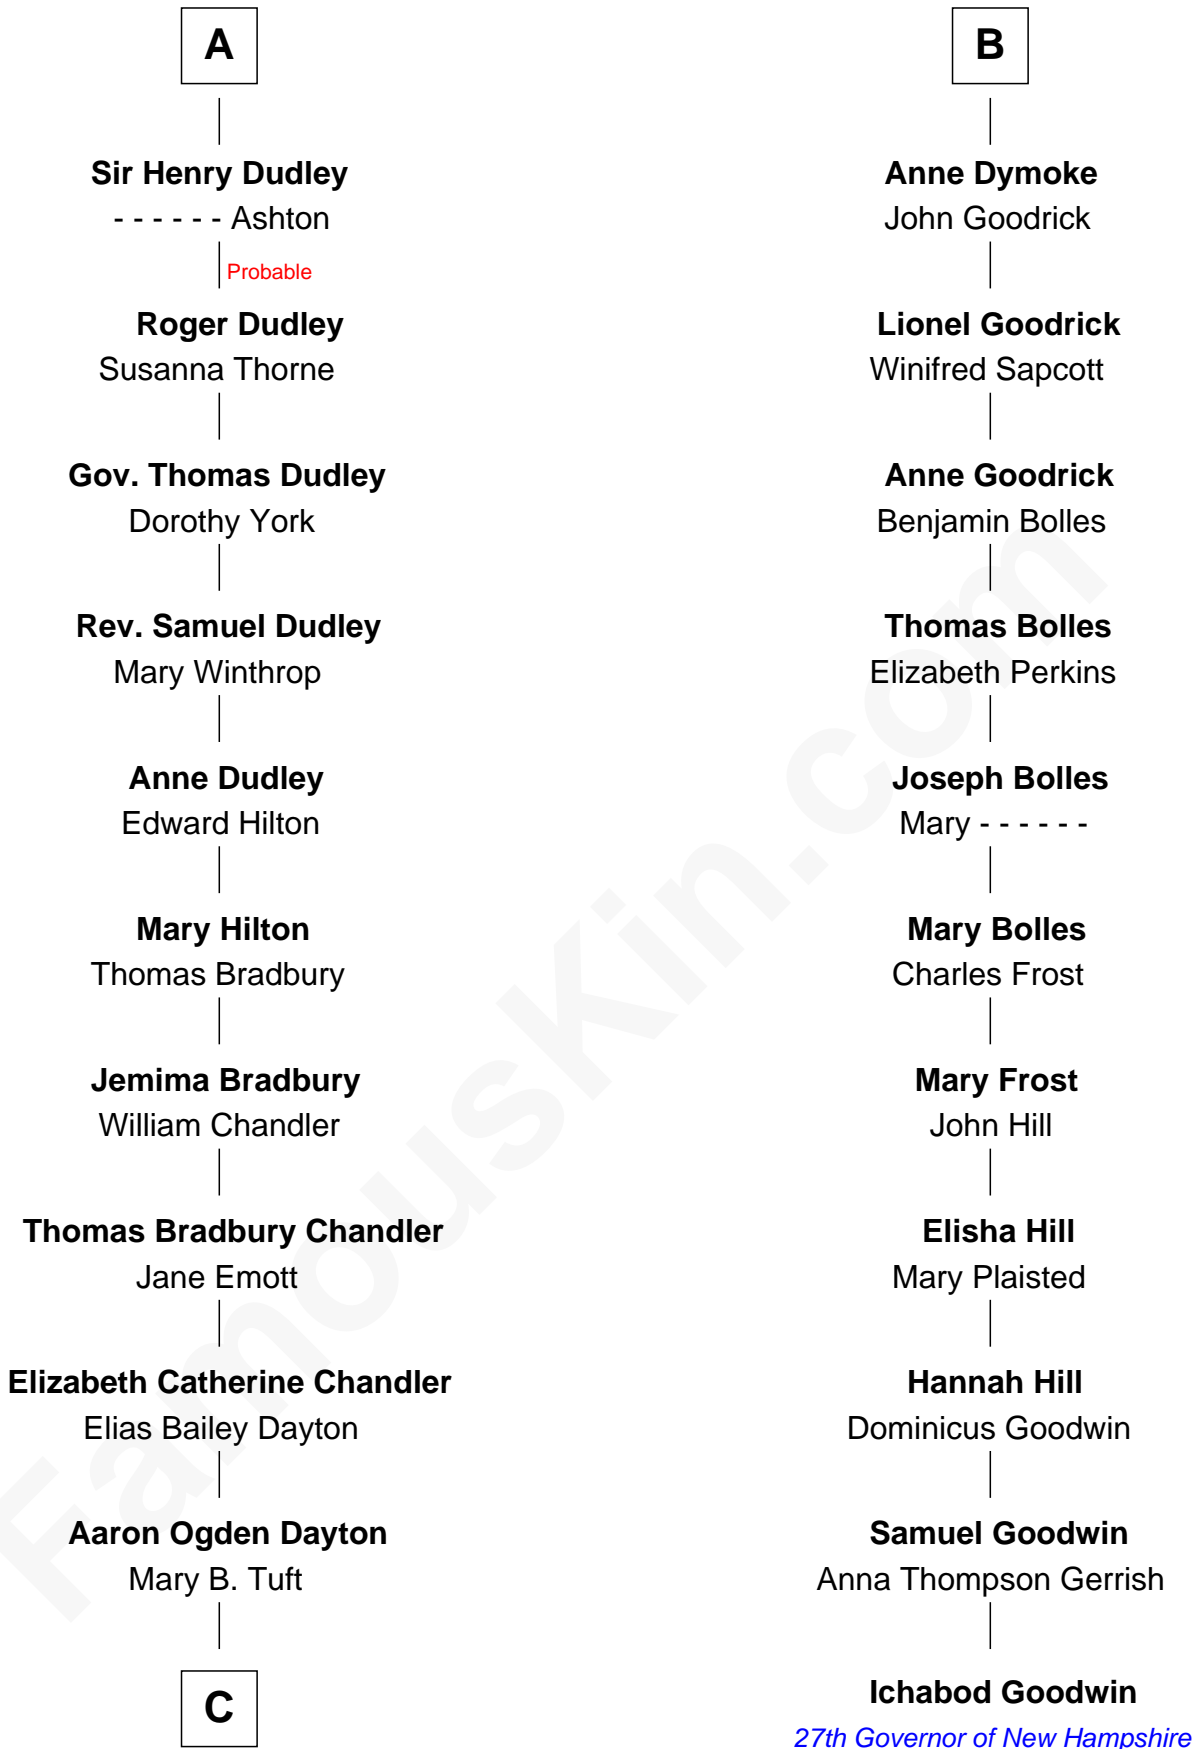 A
Sir Henry Dudley
- - - - - - Ashton
Probable
Roger Dudley
Susanna Thorne
Gov. Thomas Dudley
Dorothy York
Rev. Samuel Dudley
Mary Winthrop
Anne Dudley
Edward Hilton
Mary Hilton
Thomas Bradbury
Jemima Bradbury
William Chandler
Thomas Bradbury Chandler
Jane Emott
Elizabeth Catherine Chandler
Elias Bailey Dayton
Aaron Ogden Dayton
Mary B. Tuft
C
B
Anne Dymoke
John Goodrick
Lionel Goodrick
Winifred Sapcott
Anne Goodrick
Benjamin Bolles
Thomas Bolles
Elizabeth Perkins
Joseph Bolles
Mary - - - - - -
Mary Bolles
Charles Frost
Mary Frost
John Hill
Elisha Hill
Mary Plaisted
Hannah Hill
Dominicus Goodwin
Samuel Goodwin
Anna Thompson Gerrish
Ichabod Goodwin
27th Governor of New Hampshire
FamousKin.com